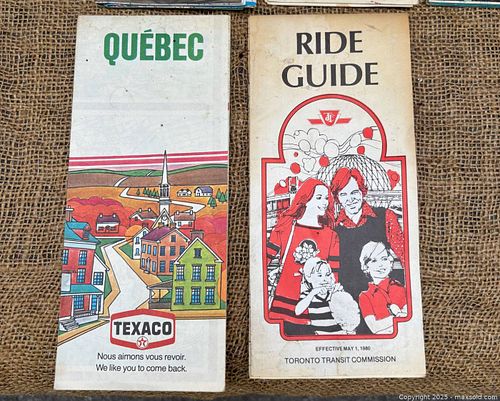 QUÉBEC
TEXACO
Nous aimons vous revoir.
We like you to come back.
RIDE
GUIDE
EFFECTIVE MAY 1, 1980
TORONTO TRANSIT COMMISSION
Copyright © 2025 - maxsold.com